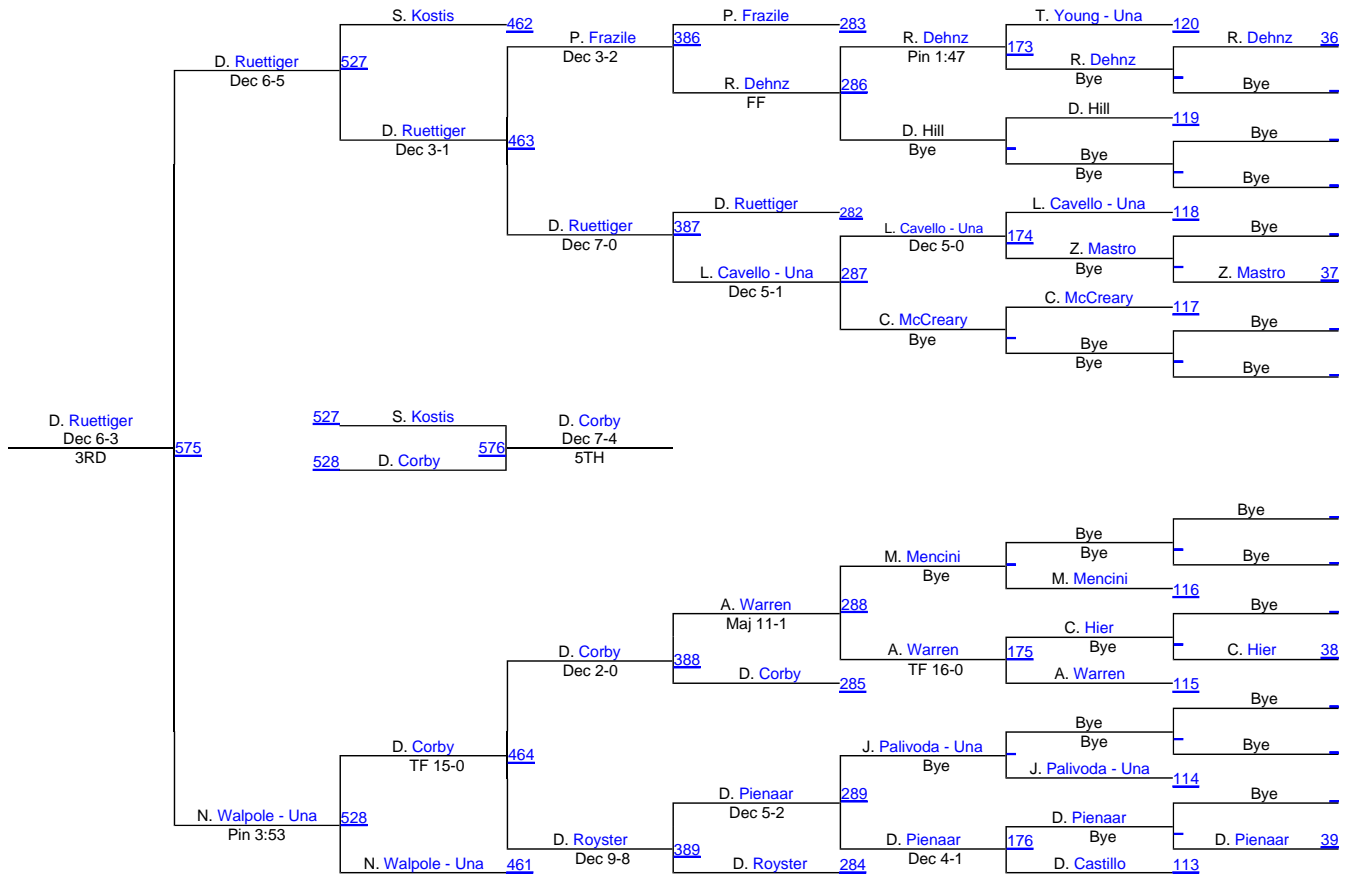 S. Kostis 462
P. Frazile 283
T. Young - Una 120
P. Frazile 386
Dec 3-2
R. Dehnz 173
Pin 1:47
R. Dehnz 36
D. Ruettiger 527
Dec 6-5
R. Dehnz
Bye
R. Dehnz 286
FF
Bye
D. Hill 119
D. Ruettiger 463
Dec 3-1
D. Hill
Bye
Bye
Bye
Bye
Bye
D. Ruettiger 282
L. Cavello - Una 118
D. Ruettiger 387
Dec 7-0
L. Cavello - Una 174
Dec 5-0
Bye
Z. Mastro
Bye
L. Cavello - Una 287
Dec 5-1
Z. Mastro 37
C. McCreary 117
C. McCreary
Bye
Bye
Bye
Bye
Bye
D. Ruettiger
Dec 6-3
3RD
575
527 S. Kostis
528 D. Corby
576
D. Corby
Dec 7-4
5TH
Bye
Bye
Bye
Bye
M. Mencini
Bye
M. Mencini 116
A. Warren 288
Maj 11-1
Bye
C. Hier
Bye
D. Corby 388
Dec 2-0
A. Warren 175
TF 16-0
C. Hier 38
D. Corby 285
A. Warren 115
Bye
Bye
Bye
Bye
D. Corby 464
TF 15-0
J. Palivoda - Una
Bye
J. Palivoda - Una 114
D. Pienaar 289
Dec 5-2
Bye
N. Walpole - Una 528
Pin 3:53
D. Pienaar
Bye
D. Royster 389
Dec 9-8
D. Pienaar 176
Dec 4-1
D. Pienaar 39
N. Walpole - Una 461
D. Royster 284
D. Castillo 113